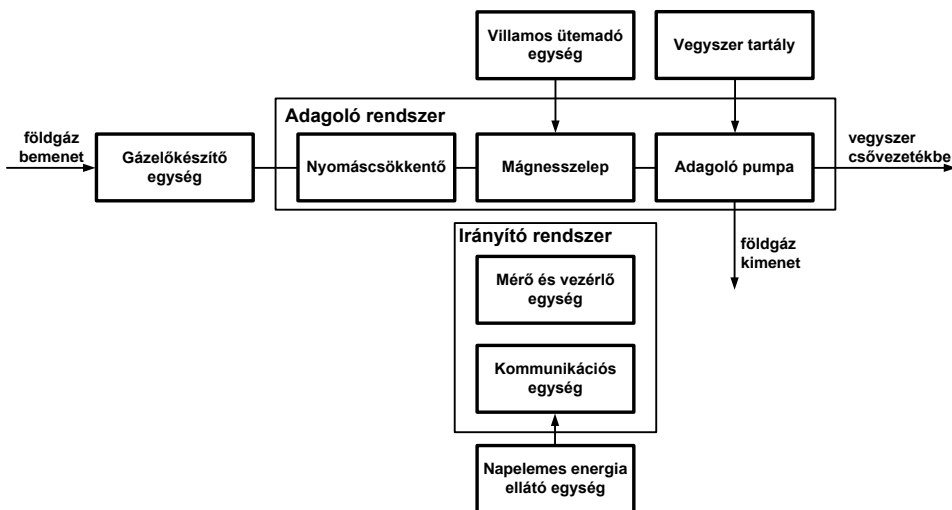 Villamos ütemadó
egység
Vegyszer tartály
Adagoló rendszer
földgáz
bemenet
Gázelőkészítő
egység
Nyomáscsökkentő
Mágnesszelep
Adagoló pumpa
vegyszer
csővezetékbe
Irányító rendszer
földgáz
kimenet
Mérő és vezérlő
egység
Kommunikációs
egység
Napelemes energia
ellátó egység